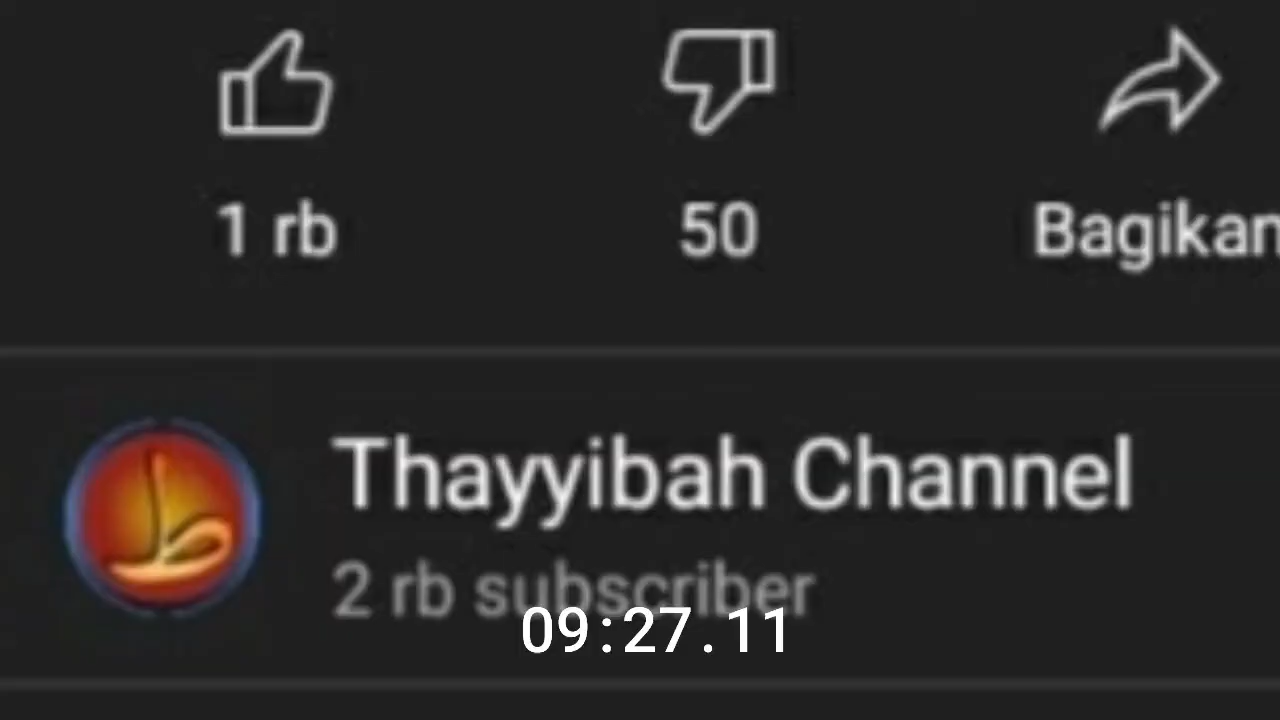 1 rb
50
Bagikan
ط
Thayyibah Channel
2 rb subscriber
09:27.11